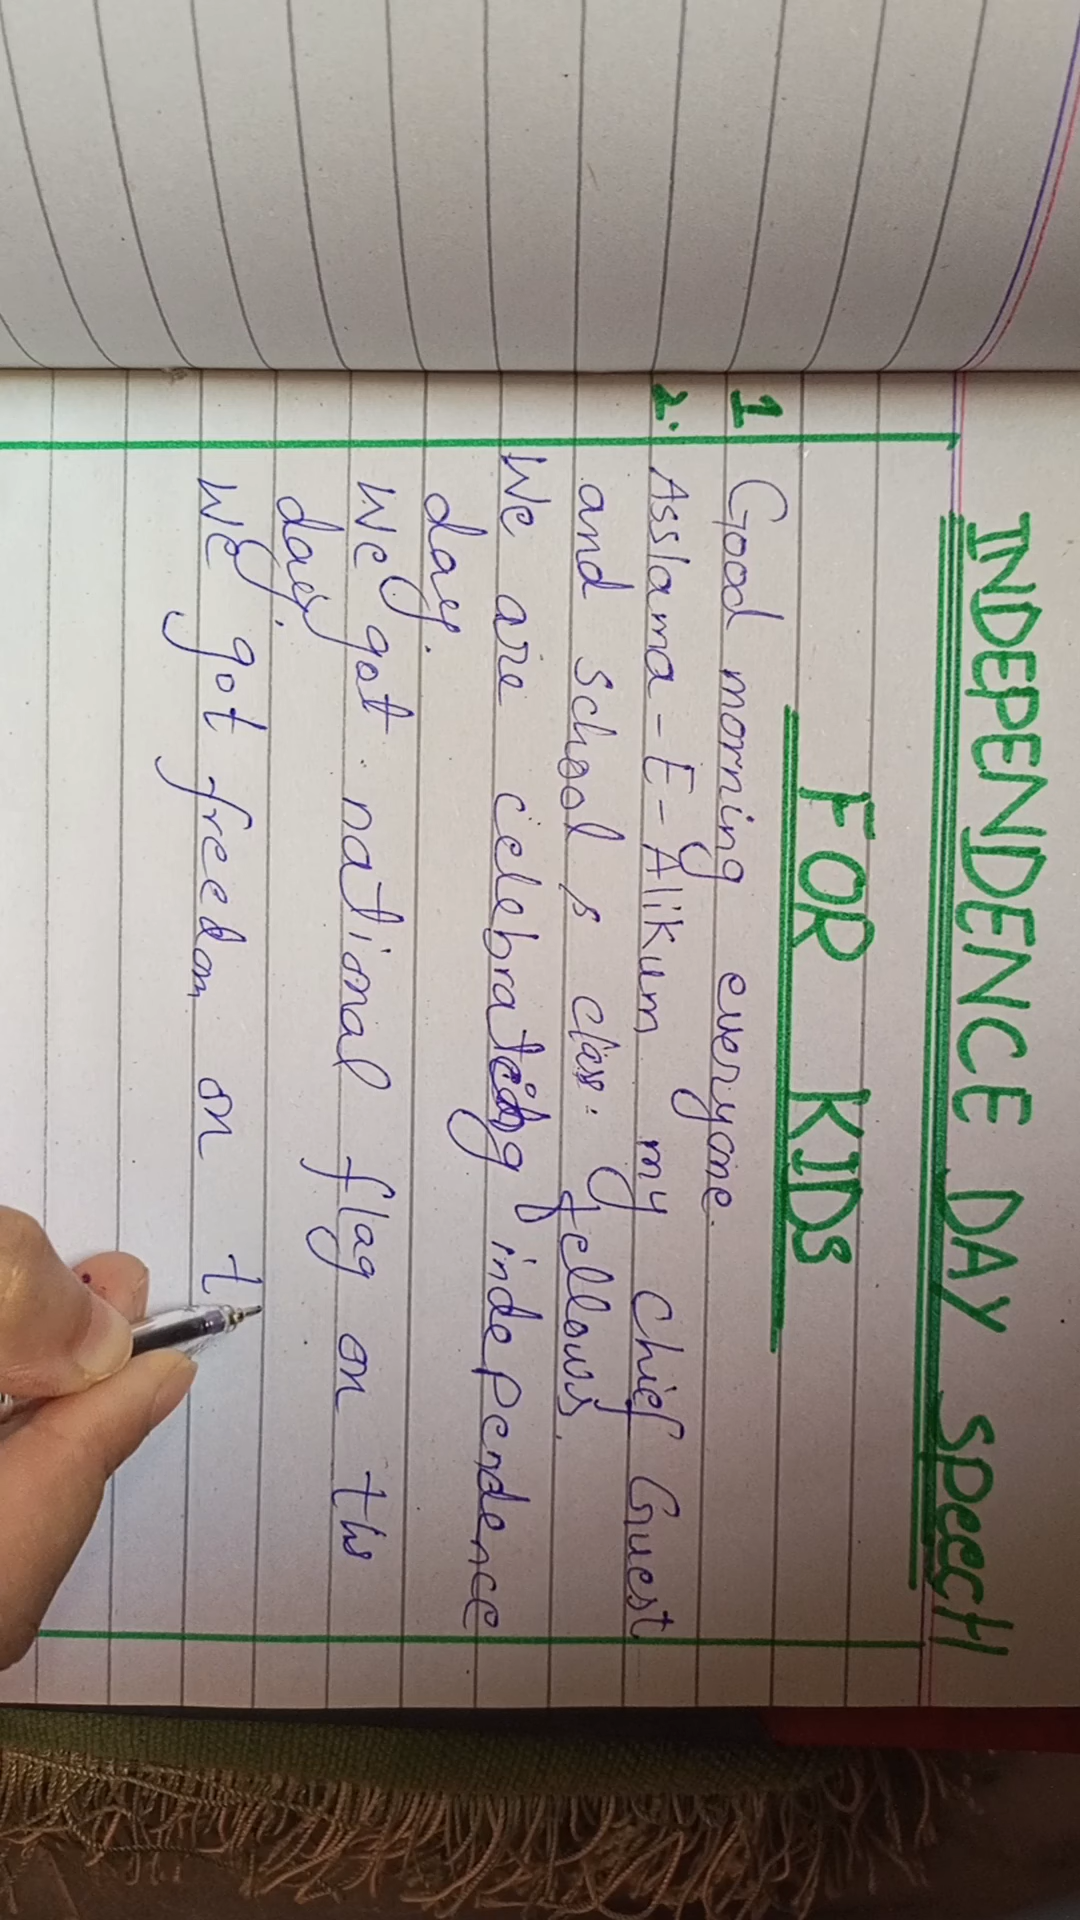 INDEPENDENCE DAY SPEECH
FOR KIDS
1 Good morning everyone.
2. Asslama-E-Alikum my Chief Guest
and school s class. fellows.
We are celebrating independence
day.
We got national flag on this
day.
We got freedom on t